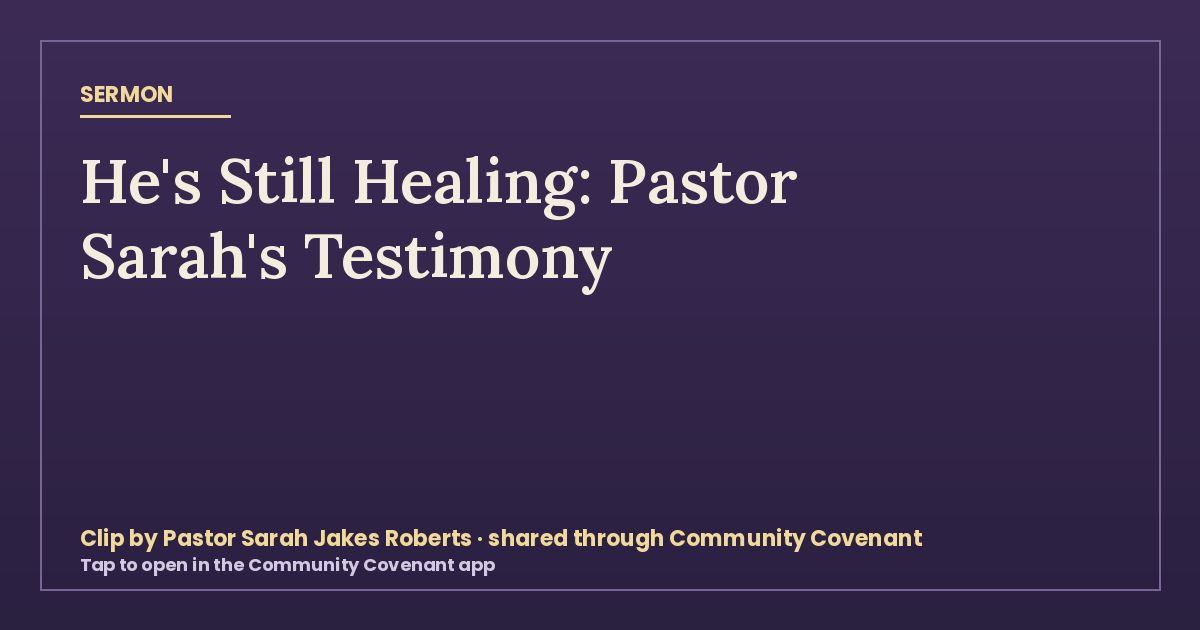 SERMON
He's Still Healing: Pastor
Sarah's Testimony
Clip by Pastor Sarah Jakes Roberts · shared through Community Covenant
Tap to open in the Community Covenant app